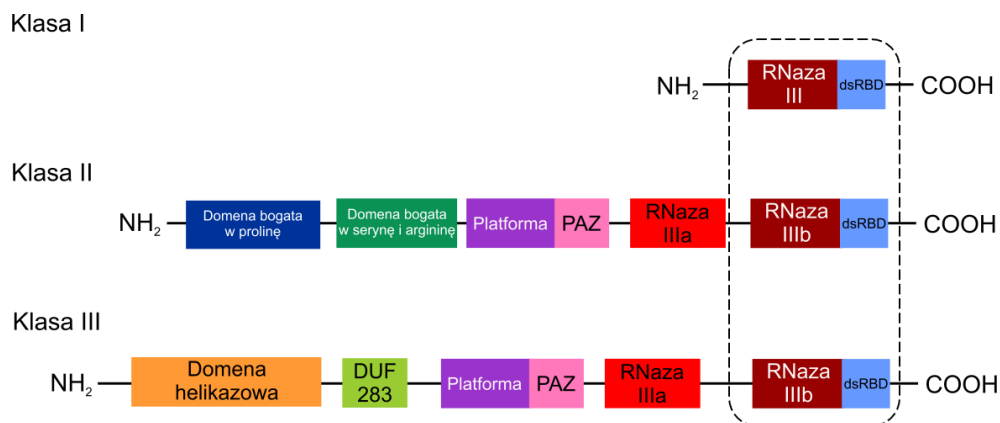 Klasa I
NH2
RNaza
III
dsRBD
COOH
Klasa II
NH2
Domena bogata
w prolinę
Domena bogata
w serynę i argininę
Platforma
PAZ
RNaza
IIIa
RNaza
IIIb
dsRBD
COOH
Klasa III
NH2
Domena
helikazowa
DUF
283
Platforma
PAZ
RNaza
IIIa
RNaza
IIIb
dsRBD
COOH